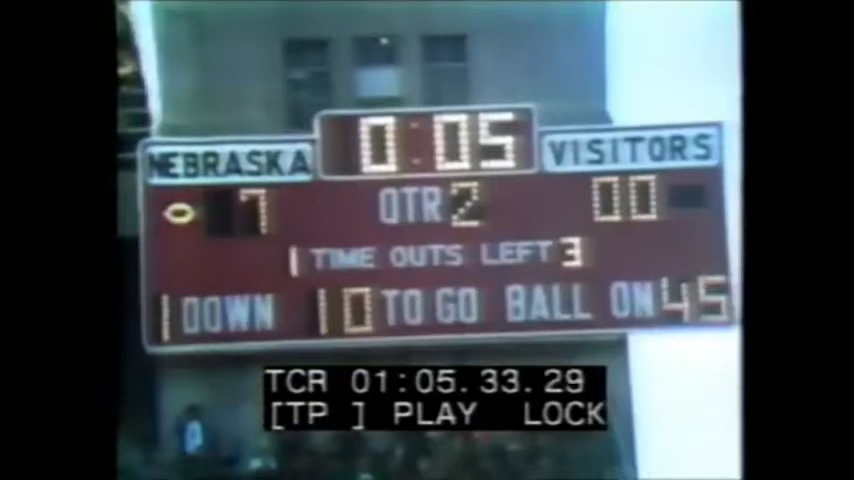 0:05
NEBRASKA VISITORS
7 QTR 2 00
1 TIME OUTS LEFT 3
1 DOWN 10 TO GO BALL ON 45
TCR 01:05.33.29
[TP ] PLAY LOCK